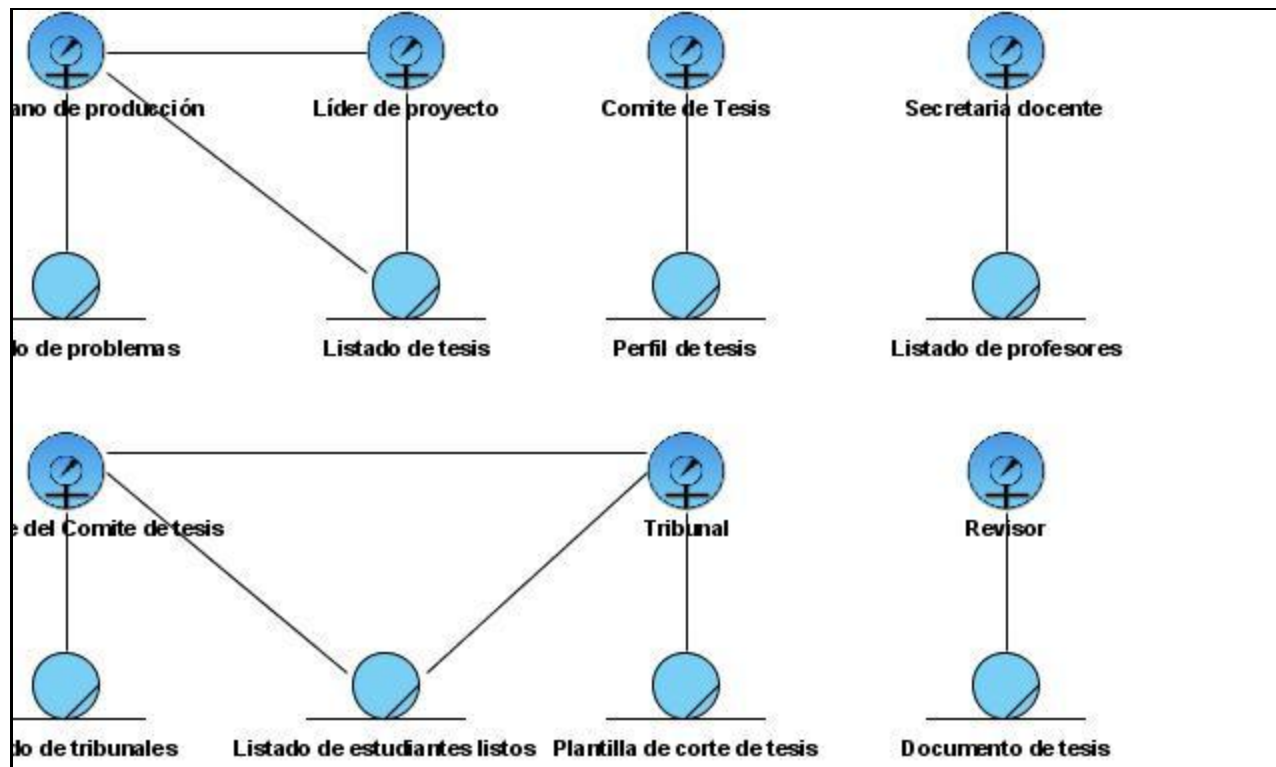 ano de producción Líder de proyecto Comite de Tesis Secretaria docente
lo de problemas Listado de tesis Perfil de tesis Listado de profesores
e del Comite de tesis Tribunal Revisor
do de tribunales Listado de estudiantes listos Plantilla de corte de tesis Documento de tesis